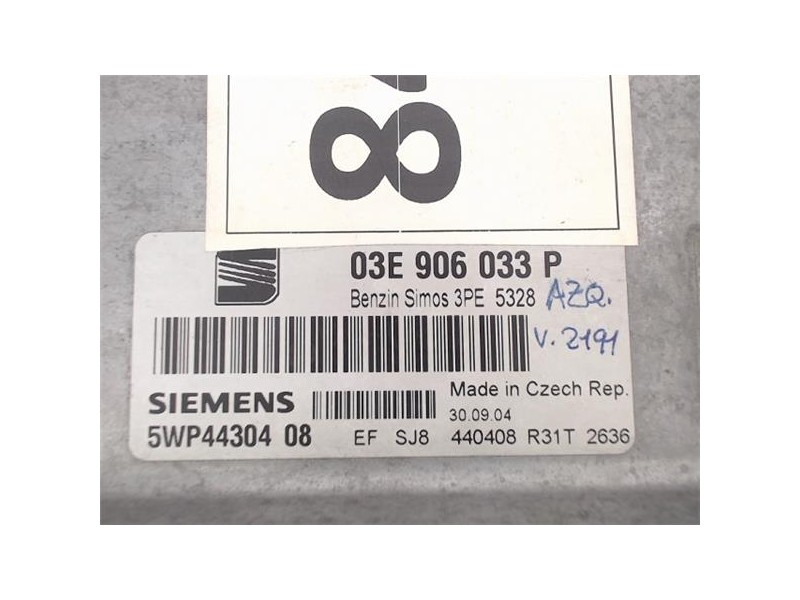 8
03E 906 033 P
Benzin Simos 3PE 5328
AZQ.
V.2191
SIEMENS
Made in Czech Rep.
30.09.04
5WP44304 08
EF SJ8 440408 R31T 2636